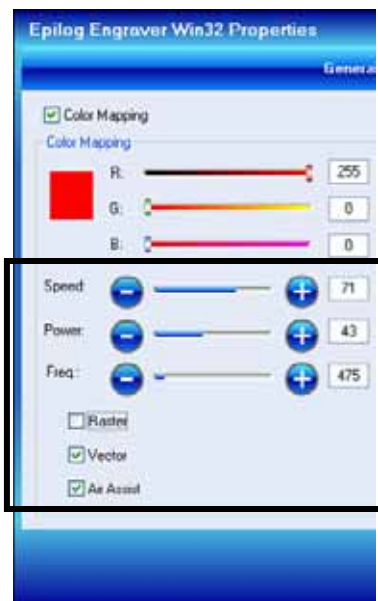 Epilog Engraver Win32 Properties
General
Color Mapping
Color Mapping
R: 255
G: 0
B: 0
Speed: 71
Power: 43
Freq.: 475
Raster
Vector
Air Assist